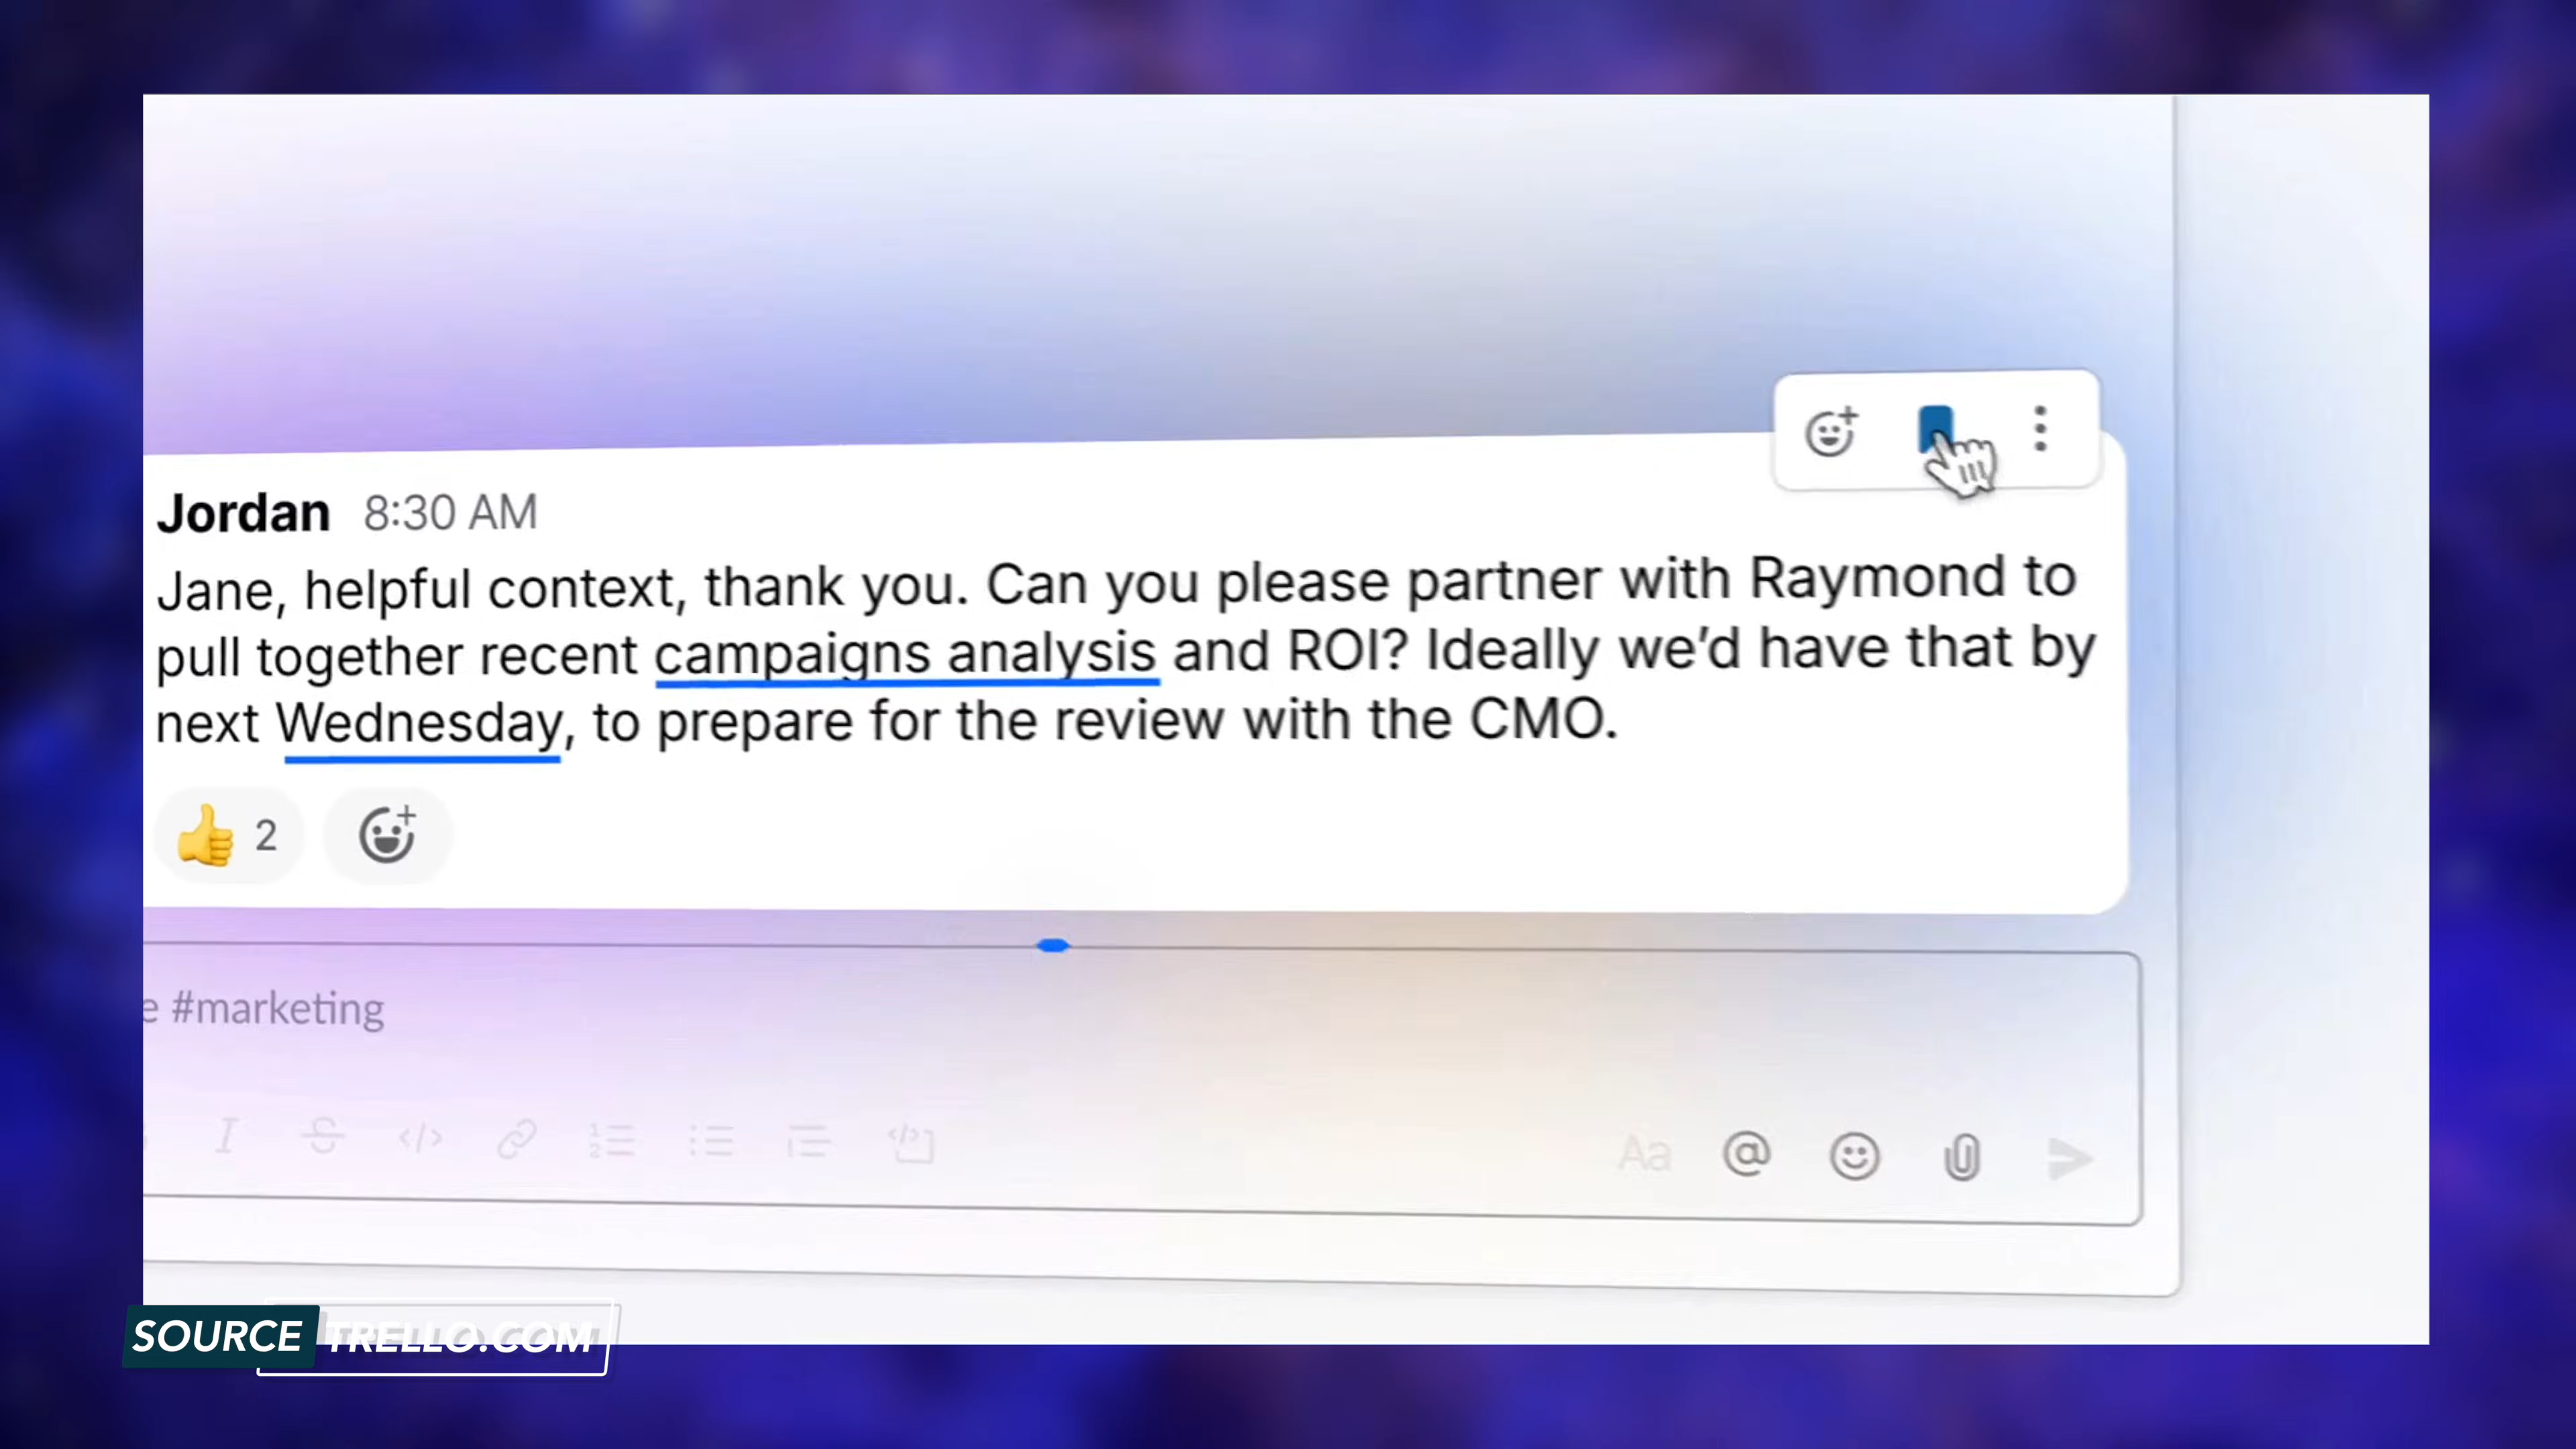 Jordan 8:30 AM
Jane, helpful context, thank you. Can you please partner with Raymond to
pull together recent campaigns analysis and ROI? Ideally we’d have that by
next Wednesday, to prepare for the review with the CMO.
👍 2
e #marketing
Aa
SOURCE TRELLO.COM